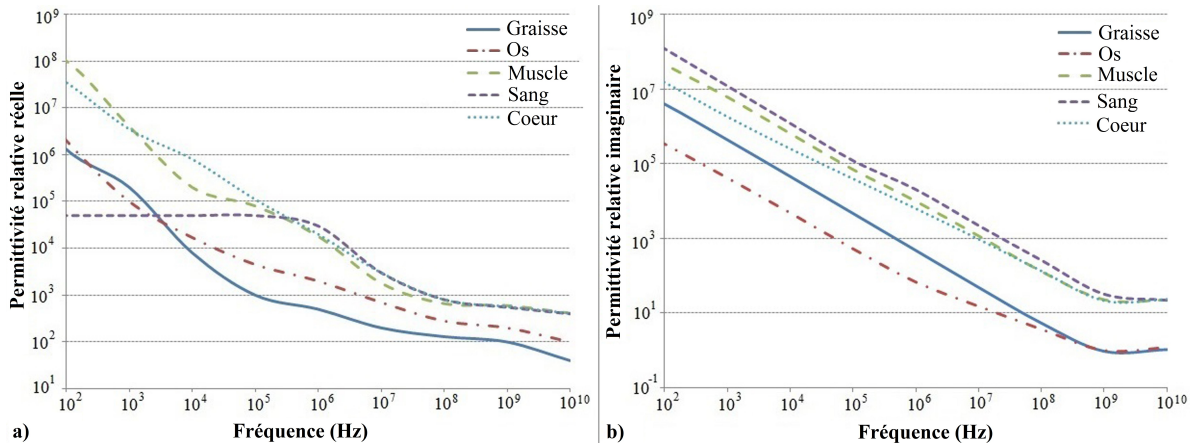 Permittivité relative réelle
10⁹
10⁸
10⁷
10⁶
10⁵
10⁴
10³
10²
10¹
Graisse
Os
Muscle
Sang
Coeur
10² 10³ 10⁴ 10⁵ 10⁶ 10⁷ 10⁸ 10⁹ 10¹⁰
a) Fréquence (Hz)
Permittivité relative imaginaire
10⁹
10⁷
10⁵
10³
10¹
10⁻¹
Graisse
Os
Muscle
Sang
Coeur
10² 10³ 10⁴ 10⁵ 10⁶ 10⁷ 10⁸ 10⁹ 10¹⁰
b) Fréquence (Hz)